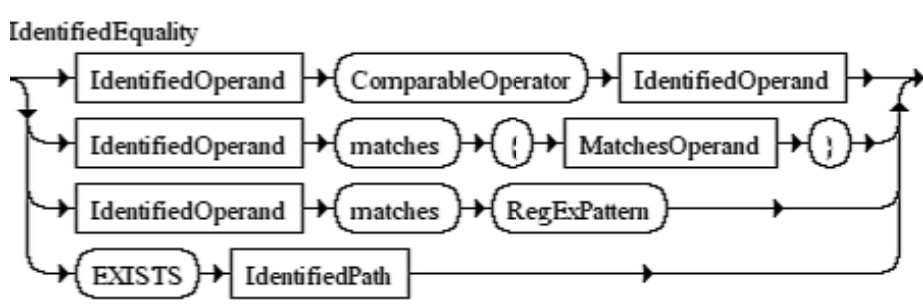 IdentifiedEquality
IdentifiedOperand ComparableOperator IdentifiedOperand
IdentifiedOperand matches { MatchesOperand }
IdentifiedOperand matches RegExPattern
EXISTS IdentifiedPath